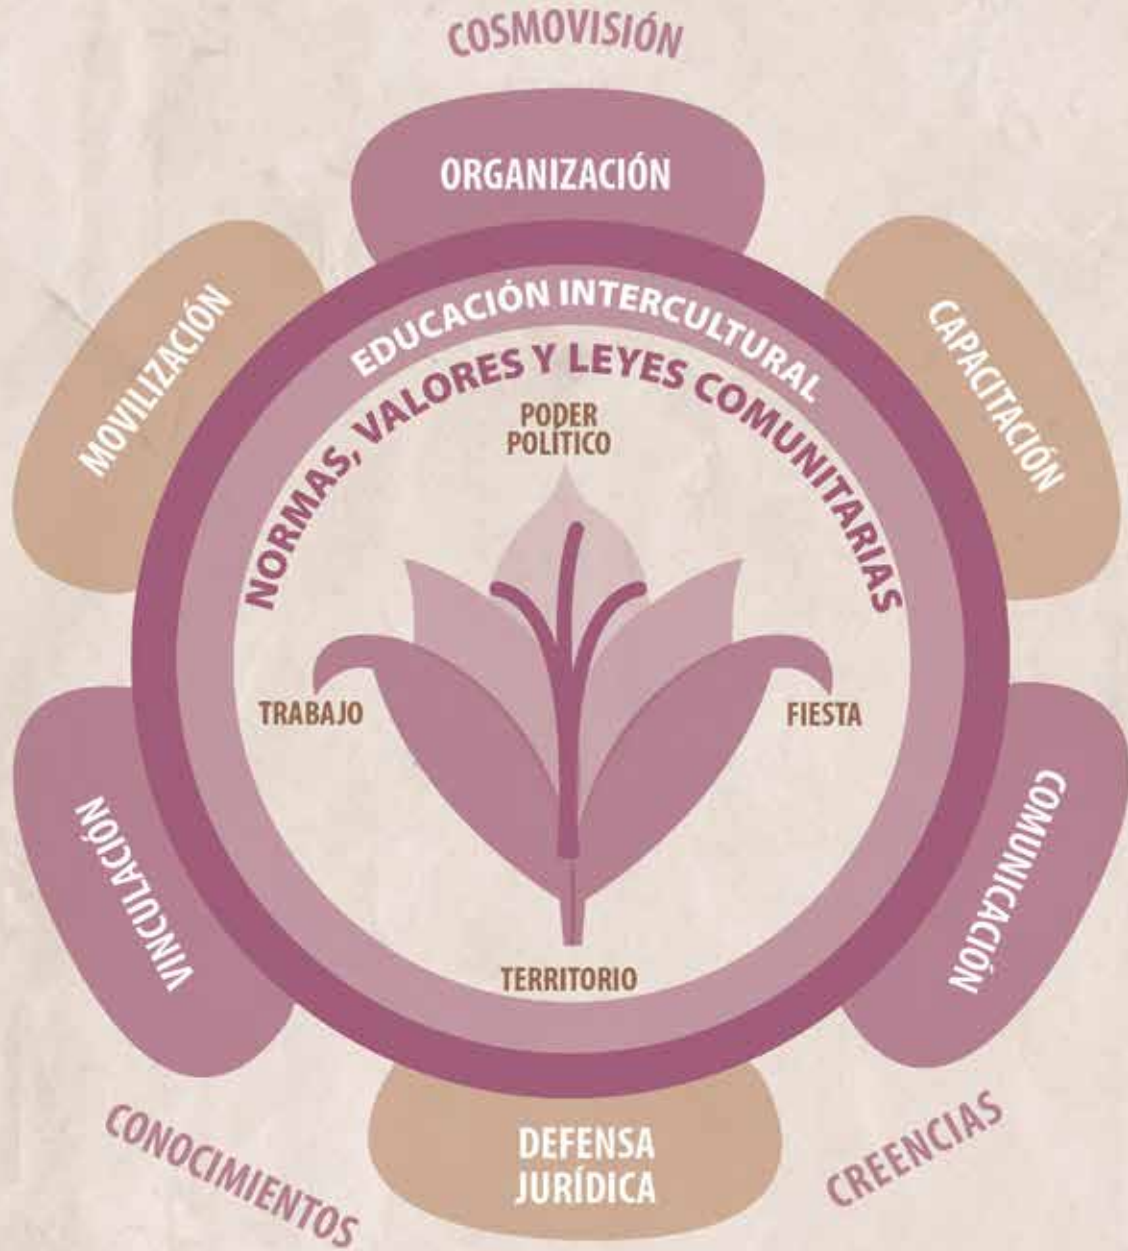 COSMOVISIÓN
ORGANIZACIÓN
MOVILIZACIÓN
CAPACITACIÓN
EDUCACIÓN INTERCULTURAL
NORMAS, VALORES Y LEYES COMUNITARIAS
PODER
POLÍTICO
TRABAJO
FIESTA
TERRITORIO
VINCULACIÓN
COMUNICACIÓN
DEFENSA
JURÍDICA
CONOCIMIENTOS
CREENCIAS